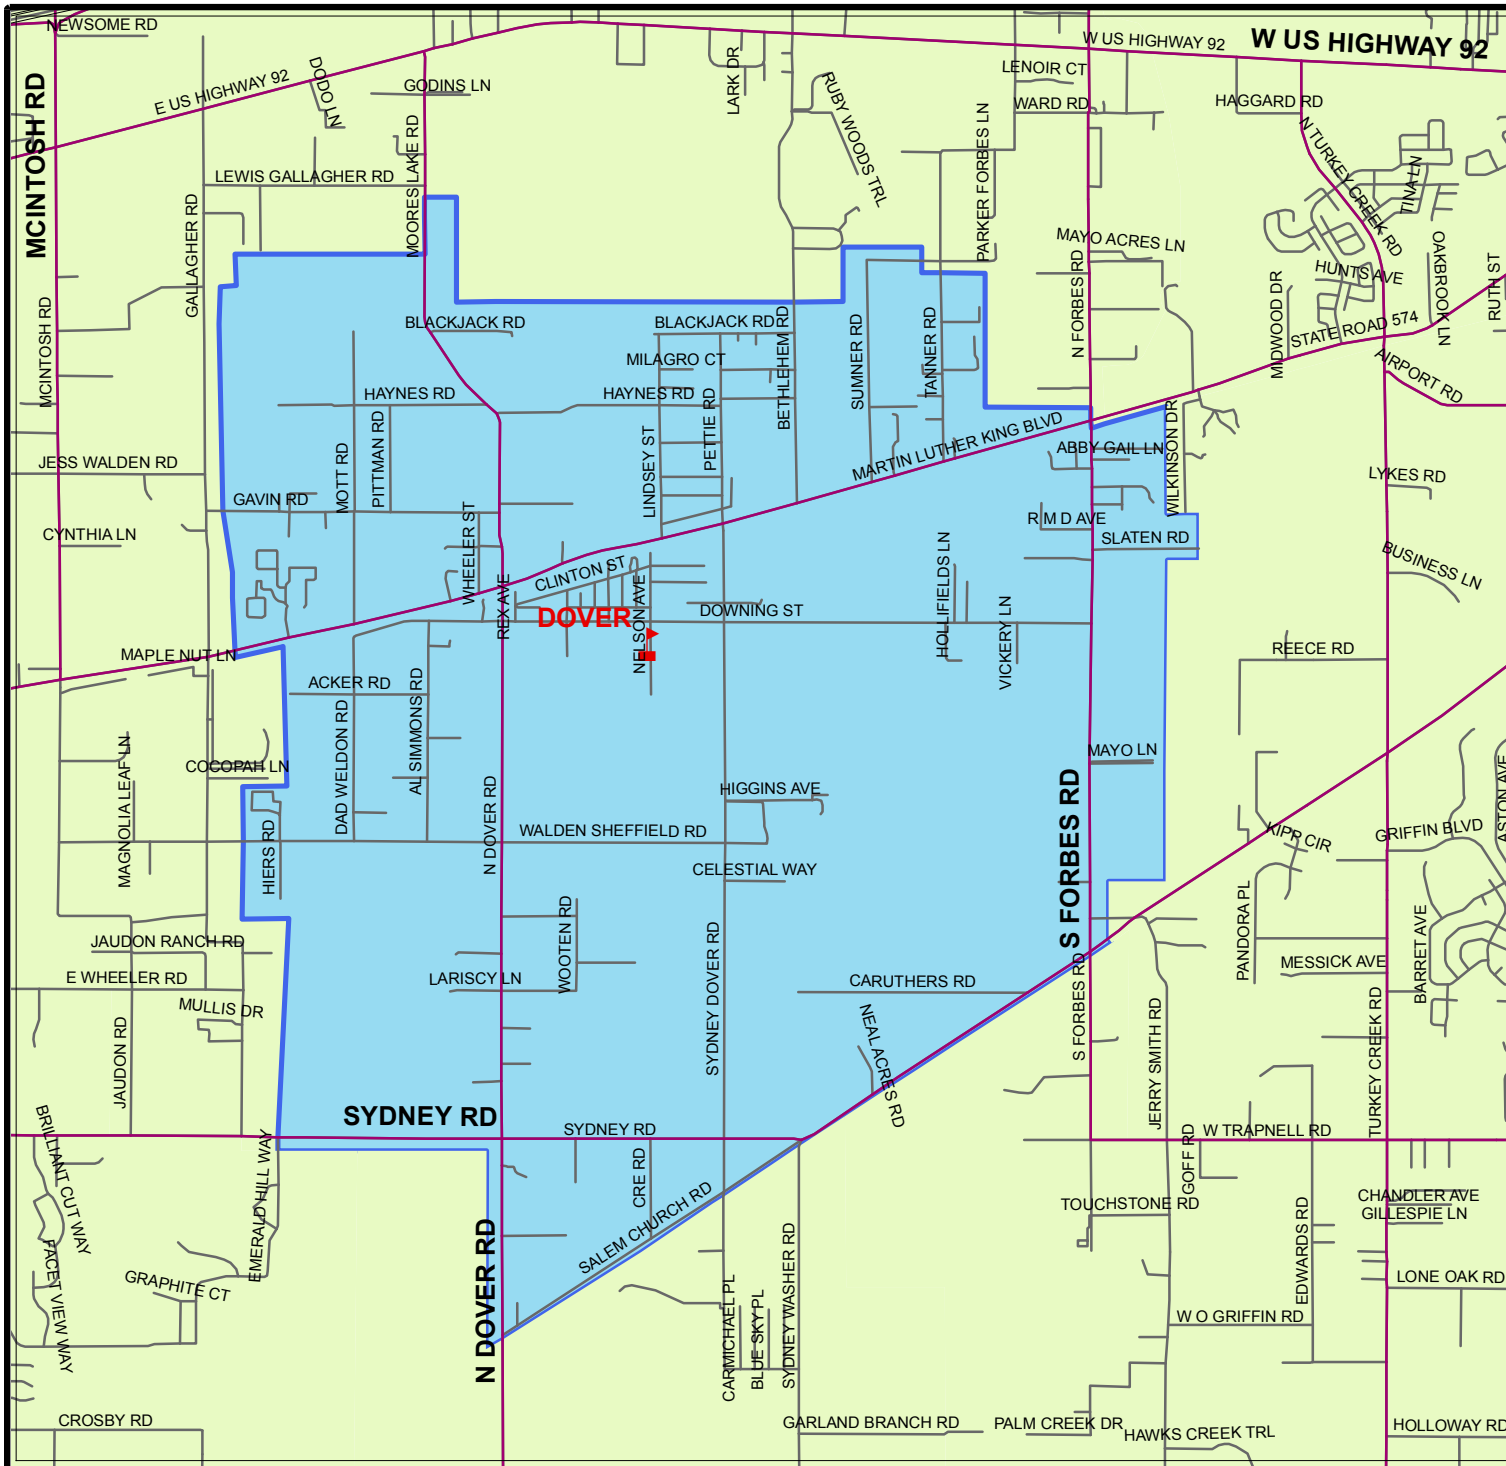 NEWSOME RD
W US HIGHWAY 92
W US HIGHWAY 92
E US HIGHWAY 92
DODO LN
GODINS LN
LARK DR
RUBY WOODS TRL
LENOIR CT
WARD RD
HAGGARD RD
MCINTOSH RD
MOORES LAKE RD
PARKER FORBES LN
N TURKEY CREEK RD
TINA LN
LEWIS GALLAGHER RD
GALLAGHER RD
MAYO ACRES LN
OAKBROOK LN
RUTH ST
HUNTS AVE
N FORBES RD
MIDWOOD DR
STATE ROAD 574
AIRPORT RD
MCINTOSH RD
BLACKJACK RD
BLACKJACK RD
BETHLEHEM RD
SUMNER RD
TANNER RD
MILAGRO CT
HAYNES RD
HAYNES RD
PETTIE RD
PITTMAN RD
MOTT RD
LINDSEY ST
MARTIN LUTHER KING BLVD
ABBY GAIL LN
WILKINSON DR
JESS WALDEN RD
LYKES RD
GAVIN RD
CYNTHIA LN
WHEELER ST
R M D AVE
SLATEN RD
BUSINESS LN
CLINTON ST
REX AVE
DOVER
NELSON AVE
DOWNING ST
HOLLIFIELDS LN
VICKERY LN
MAPLE NUT LN
REECE RD
ACKER RD
DAD WELDON RD
AL SIMMONS RD
MAGNOLIA LEAF LN
COCOPAH LN
MAYO LN
HIGGINS AVE
N DOVER RD
WALDEN SHEFFIELD RD
HIERS RD
CELESTIAL WAY
S FORBES RD
KIPP CIR
GRIFFIN BLVD
ASTON AVE
PANDORA PL
BARRET AVE
WOOTEN RD
JAUDON RANCH RD
E WHEELER RD
LARISCY LN
SYDNEY DOVER RD
CARUTHERS RD
MESSICK AVE
MULLIS DR
JAUDON RD
NEAL ACRES RD
S FORBES RD
JERRY SMITH RD
TURKEY CREEK RD
SYDNEY RD
SYDNEY RD
W TRAPNELL RD
BRILLIANT CUT WAY
EMERALD HILL WAY
CRE RD
SALEM CHURCH RD
GOFF RD
TOUCHSTONE RD
CHANDLER AVE
GILLESPIE LN
N DOVER RD
EDWARDS RD
LONE OAK RD
FACET VIEW WAY
GRAPHITE CT
CARMICHAEL PL
BLUE SKY PL
SYDNEY WASHER RD
W O GRIFFIN RD
CROSBY RD
GARLAND BRANCH RD
PALM CREEK DR
HAWKS CREEK TRL
HOLLOWAY RD